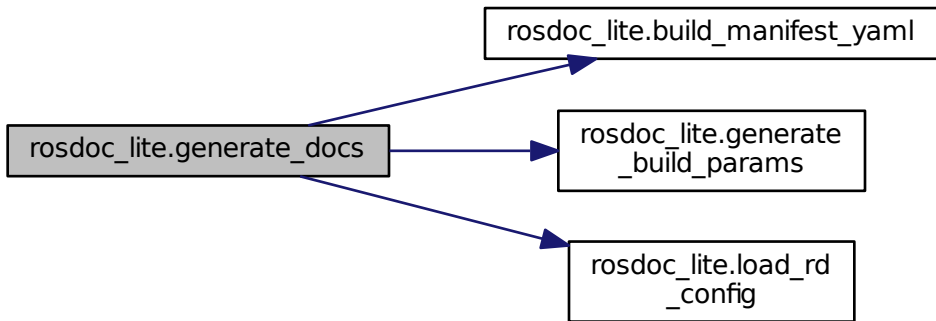 rosdoc_lite.build_manifest_yaml
rosdoc_lite.generate_docs
rosdoc_lite.generate
_build_params
rosdoc_lite.load_rd
_config